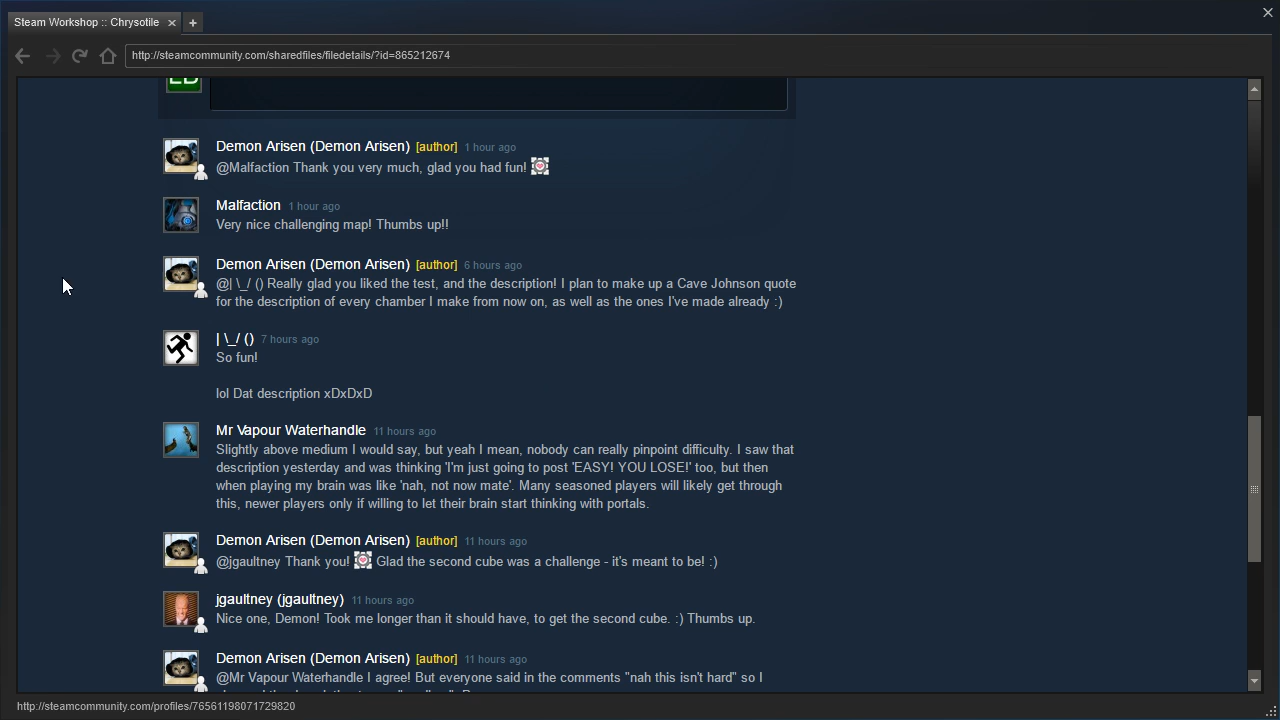 Steam Workshop :: Chrysotile
http://steamcommunity.com/sharedfiles/filedetails/?id=865212674
Demon Arisen (Demon Arisen) [author] 1 hour ago
@Malfaction Thank you very much, glad you had fun!
Malfaction 1 hour ago
Very nice challenging map! Thumbs up!!
Demon Arisen (Demon Arisen) [author] 6 hours ago
@| \_/ () Really glad you liked the test, and the description! I plan to make up a Cave Johnson quote
for the description of every chamber I make from now on, as well as the ones I've made already :)
| \_/ () 7 hours ago
So fun!
lol Dat description xDxDxD
Mr Vapour Waterhandle 11 hours ago
Slightly above medium I would say, but yeah I mean, nobody can really pinpoint difficulty. I saw that
description yesterday and was thinking 'I'm just going to post 'EASY! YOU LOSE!' too, but then
when playing my brain was like 'nah, not now mate'. Many seasoned players will likely get through
this, newer players only if willing to let their brain start thinking with portals.
Demon Arisen (Demon Arisen) [author] 11 hours ago
@jgaultney Thank you! Glad the second cube was a challenge - it's meant to be! :)
jgaultney (jgaultney) 11 hours ago
Nice one, Demon! Took me longer than it should have, to get the second cube. :) Thumbs up.
Demon Arisen (Demon Arisen) [author] 11 hours ago
@Mr Vapour Waterhandle I agree! But everyone said in the comments "nah this isn't hard" so I
http://steamcommunity.com/profiles/76561198071729820